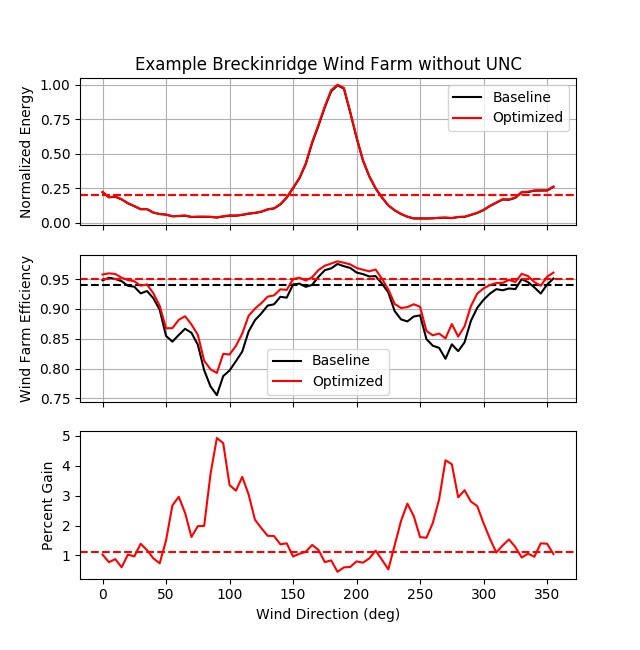 Example Breckinridge Wind Farm without UNC
Normalized Energy
1.00
0.75
0.50
0.25
0.00
Baseline
Optimized
Wind Farm Efficiency
0.95
0.90
0.85
0.80
0.75
Baseline
Optimized
Percent Gain
5
4
3
2
1
0 50 100 150 200 250 300 350
Wind Direction (deg)